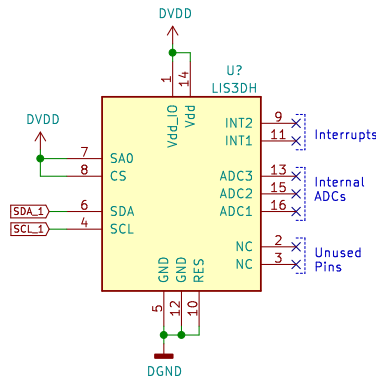 DVDD
U?
LIS3DH
1
14
Vdd_IO
Vdd
DVDD
7
SA0
8
CS
SDA_1
6
SDA
SCL_1
4
SCL
INT2
9
INT1
11
Interrupts
ADC3
13
ADC2
15
ADC1
16
Internal
ADCs
NC
2
NC
3
Unused
Pins
GND
GND
RES
5
12
10
DGND